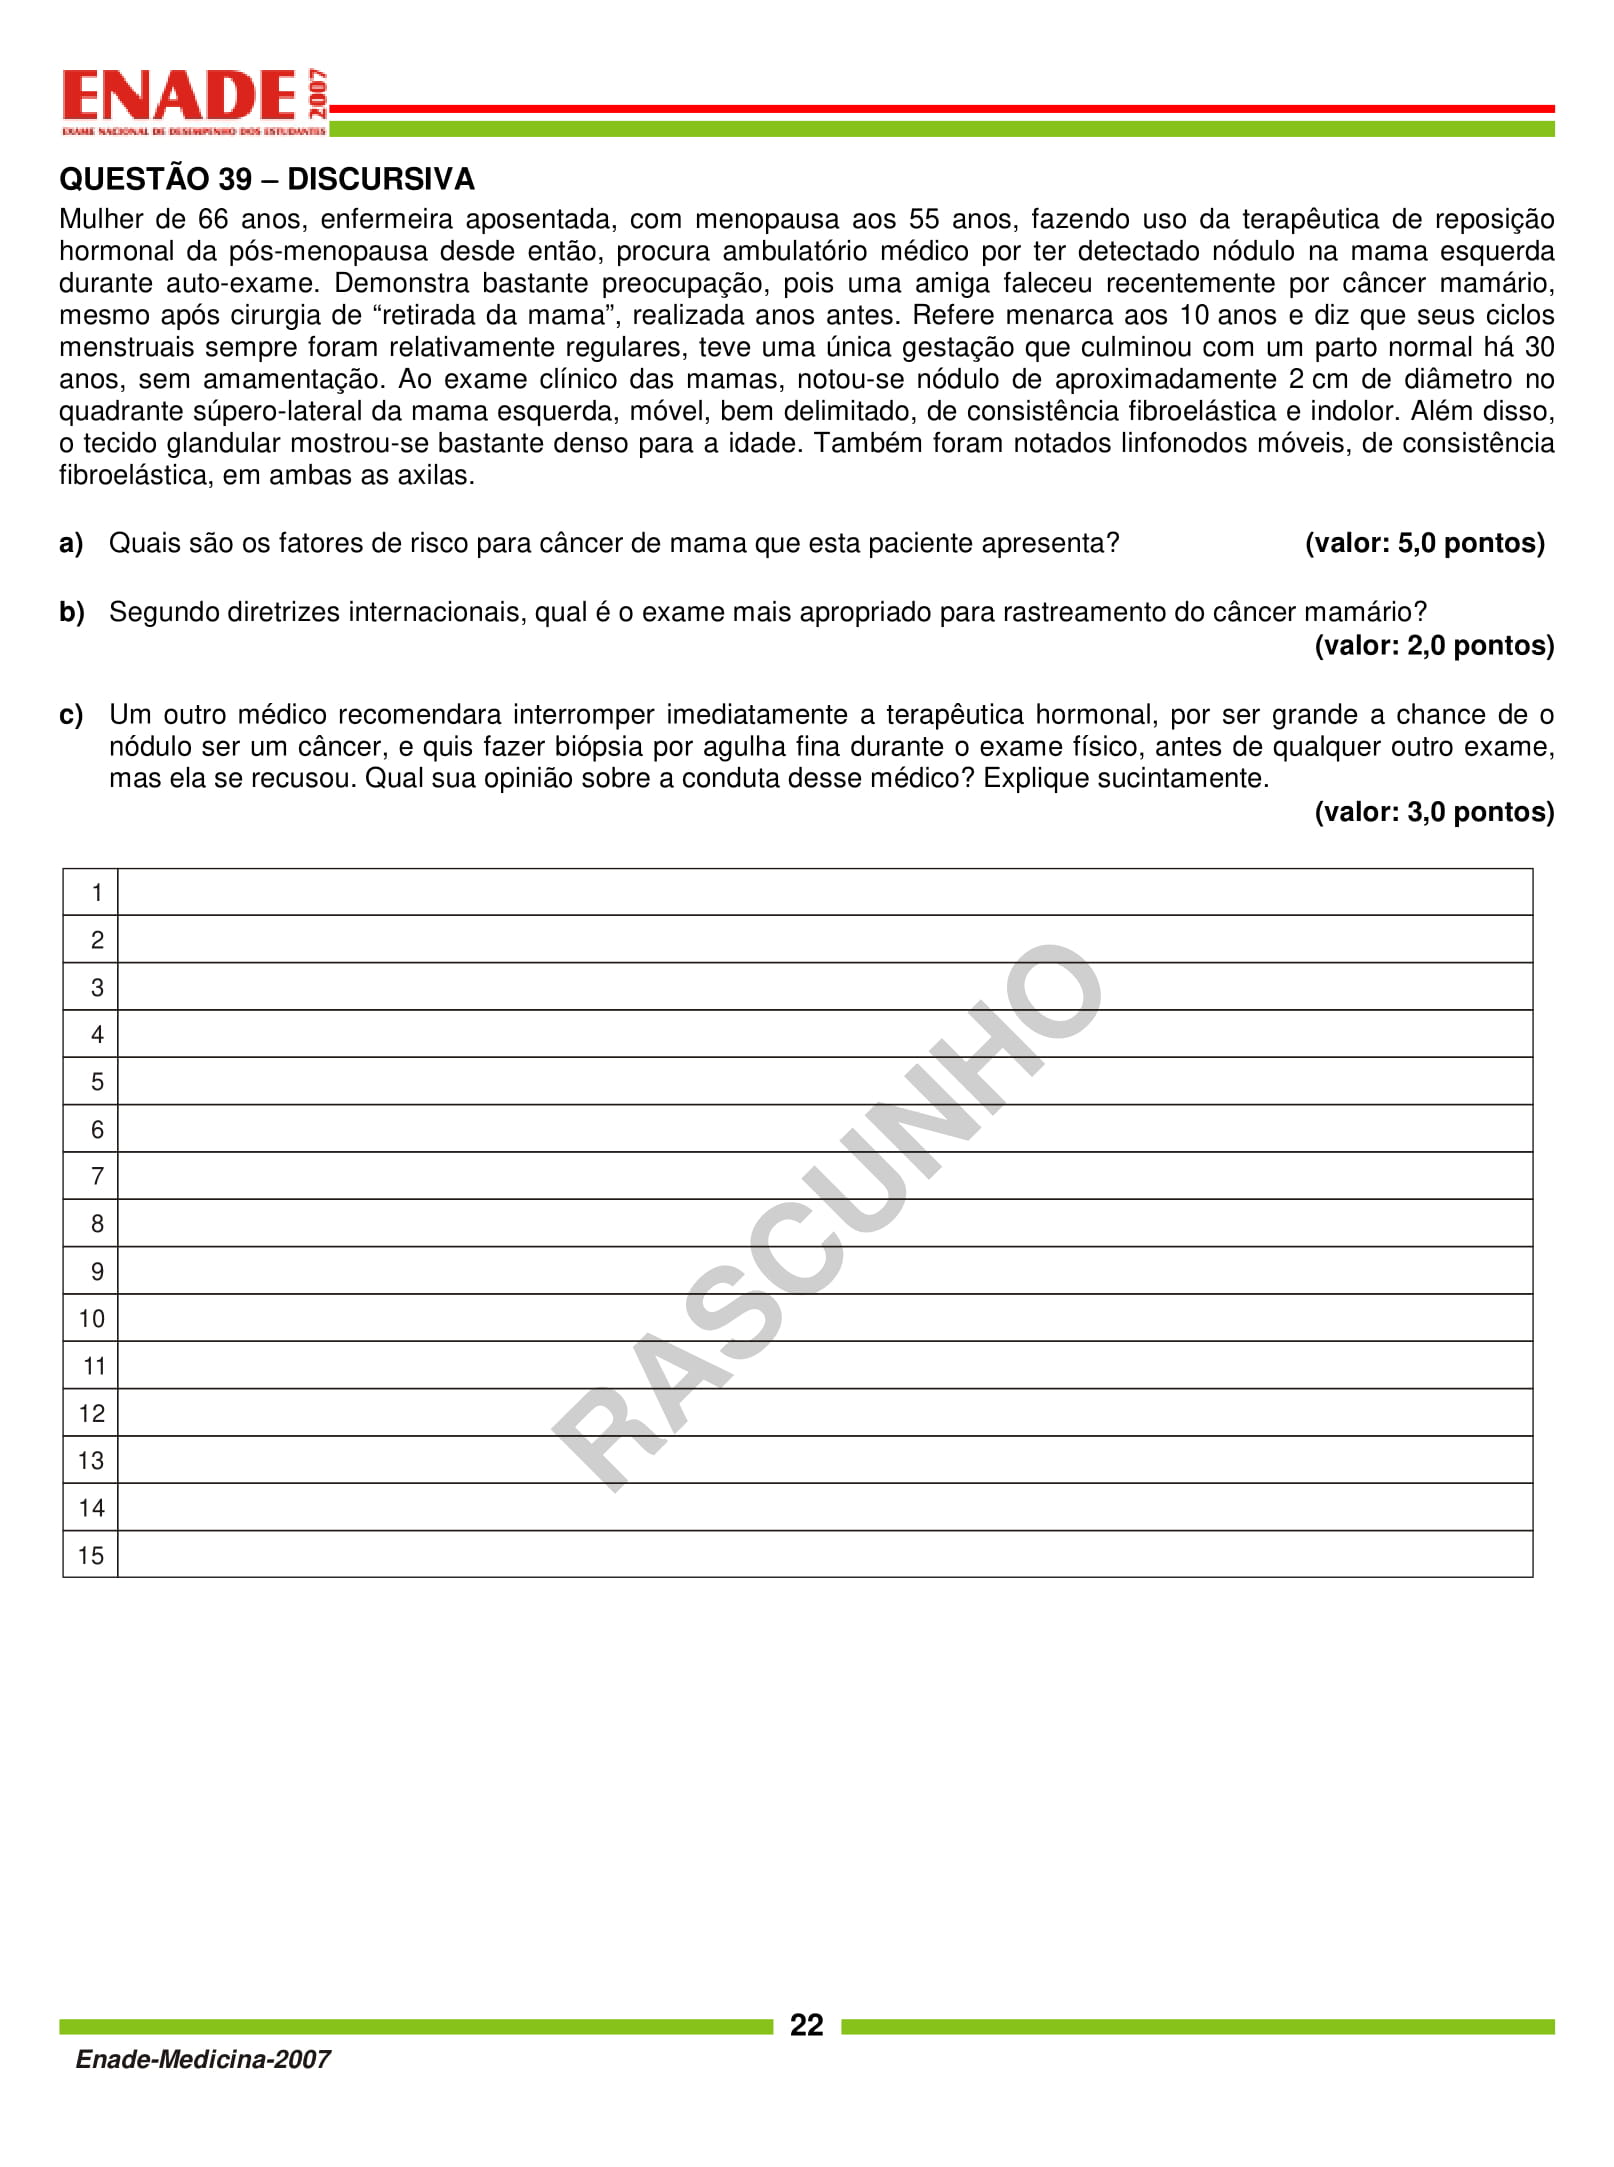 ENADE 2007
EXAME NACIONAL DE DESEMPENHO DOS ESTUDANTES
QUESTÃO 39 – DISCURSIVA
Mulher de 66 anos, enfermeira aposentada, com menopausa aos 55 anos, fazendo uso da terapêutica de reposição
hormonal da pós-menopausa desde então, procura ambulatório médico por ter detectado nódulo na mama esquerda
durante auto-exame. Demonstra bastante preocupação, pois uma amiga faleceu recentemente por câncer mamário,
mesmo após cirurgia de “retirada da mama”, realizada anos antes. Refere menarca aos 10 anos e diz que seus ciclos
menstruais sempre foram relativamente regulares, teve uma única gestação que culminou com um parto normal há 30
anos, sem amamentação. Ao exame clínico das mamas, notou-se nódulo de aproximadamente 2 cm de diâmetro no
quadrante súpero-lateral da mama esquerda, móvel, bem delimitado, de consistência fibroelástica e indolor. Além disso,
o tecido glandular mostrou-se bastante denso para a idade. Também foram notados linfonodos móveis, de consistência
fibroelástica, em ambas as axilas.
a) Quais são os fatores de risco para câncer de mama que esta paciente apresenta? (valor: 5,0 pontos)
b) Segundo diretrizes internacionais, qual é o exame mais apropriado para rastreamento do câncer mamário?
(valor: 2,0 pontos)
c) Um outro médico recomendara interromper imediatamente a terapêutica hormonal, por ser grande a chance de o
nódulo ser um câncer, e quis fazer biópsia por agulha fina durante o exame físico, antes de qualquer outro exame,
mas ela se recusou. Qual sua opinião sobre a conduta desse médico? Explique sucintamente.
(valor: 3,0 pontos)
1
2
3
4
5
6
7
8
9
10
11
12
13
14
15
RASCUNHO
22
Enade-Medicina-2007